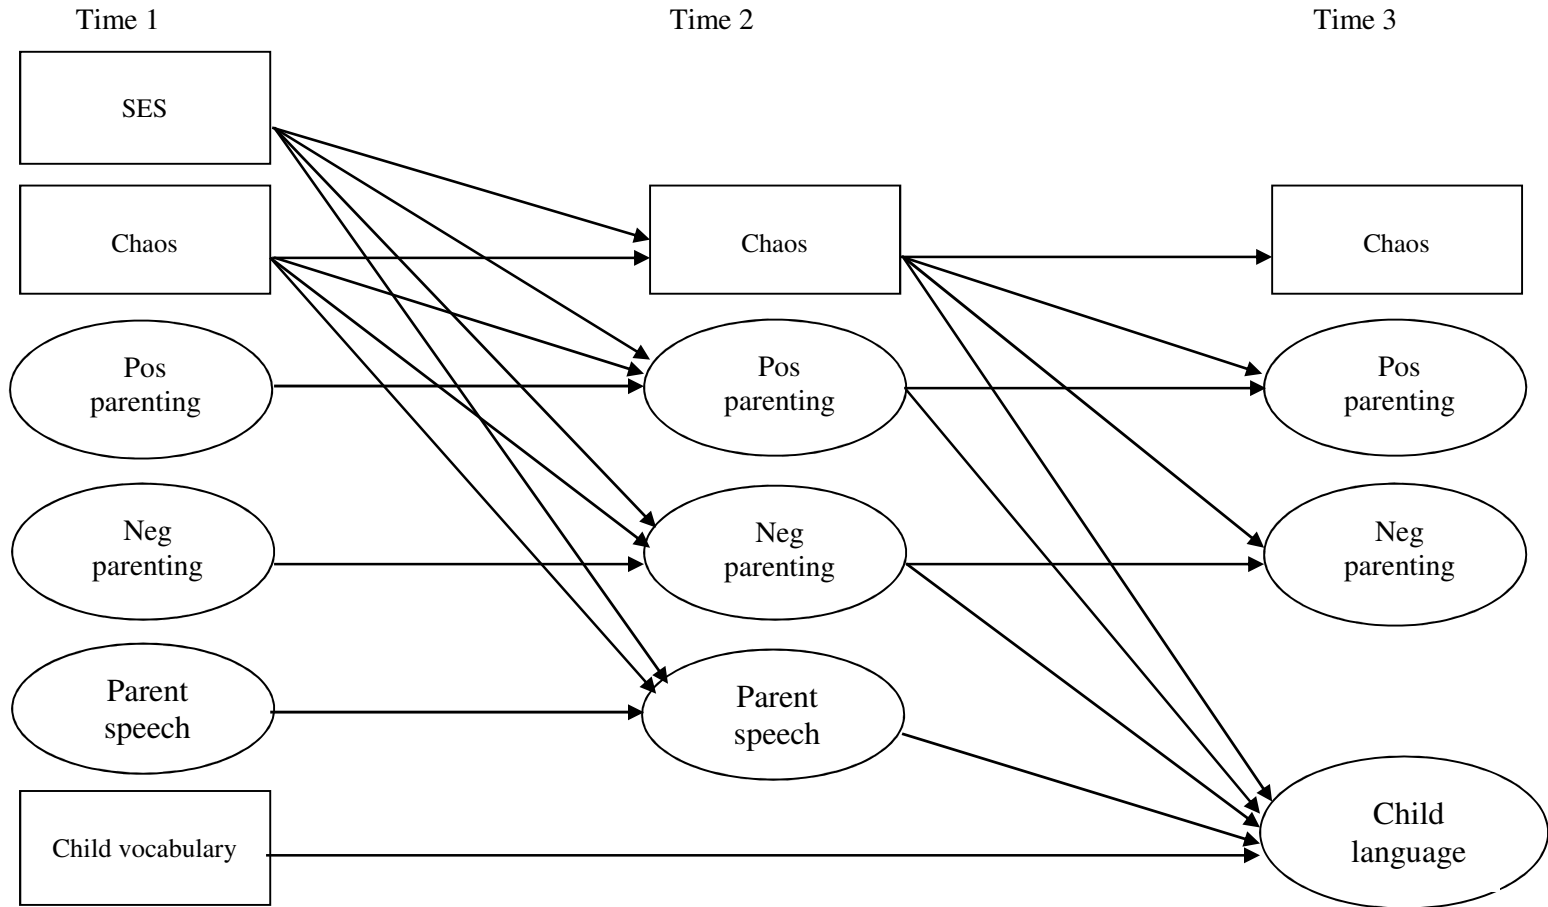 Time 1
Time 2
Time 3
SES
Chaos
Chaos
Chaos
Pos
parenting
Pos
parenting
Pos
parenting
Neg
parenting
Neg
parenting
Neg
parenting
Parent
speech
Parent
speech
Child vocabulary
Child
language